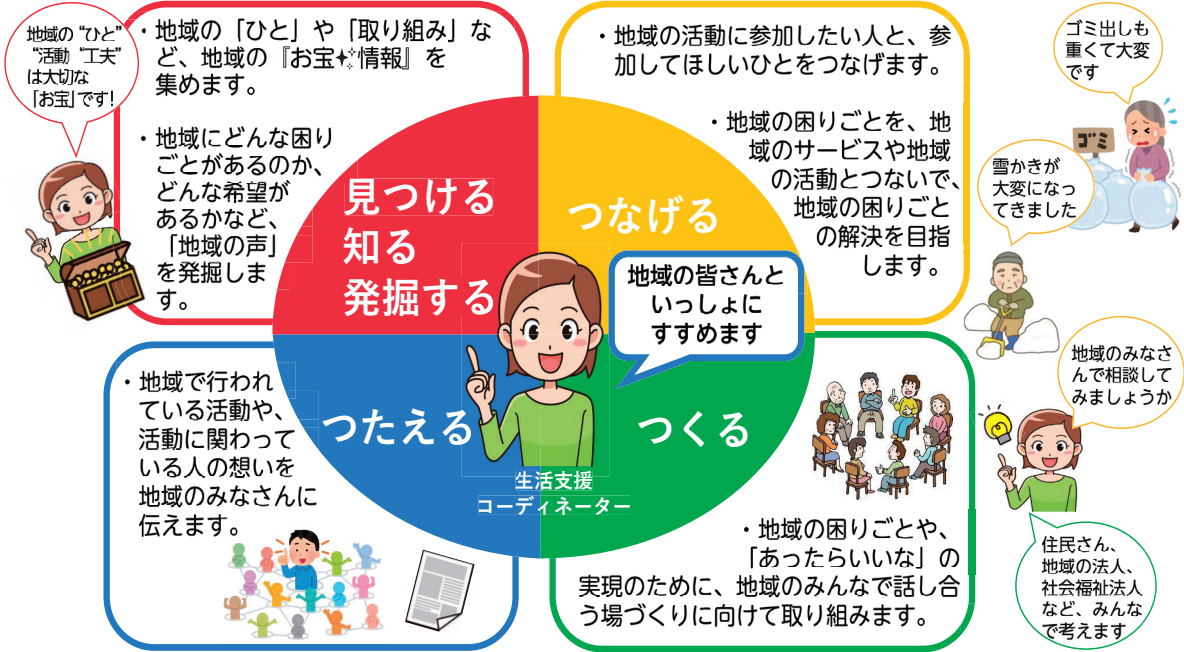 地域の“ひと”
“活動”“工夫”
は大切な
「お宝」です!
・地域の「ひと」や「取り組み」な
ど、地域の『お宝✨情報』を
集めます。
・地域にどんな困り
ごとがあるのか、
どんな希望が
あるかなど、
「地域の声」
を発掘しま
す。
見つける
知る
発掘する
・地域の活動に参加したい人と、参
加してほしいひとをつなげます。
・地域の困りごとを、地
域のサービスや地域
の活動とつないで、
地域の困りごと
の解決を目指
します。
つなげる
ゴミ出しも
重くて大変
です
ゴミ
雪かきが
大変になっ
てきました
地域の皆さんと
いっしょに
すすめます
・地域で行われ
ている活動や、
活動に関わって
いる人の想いを
地域のみなさんに
伝えます。
つたえる
つくる
生活支援
コーディネーター
地域のみなさ
んで相談して
みましょうか
・地域の困りごとや、
「あったらいいな」の
実現のために、地域のみんなで話し合
う場づくりに向けて取り組みます。
住民さん、
地域の法人、
社会福祉法人
など、みんな
で考えます